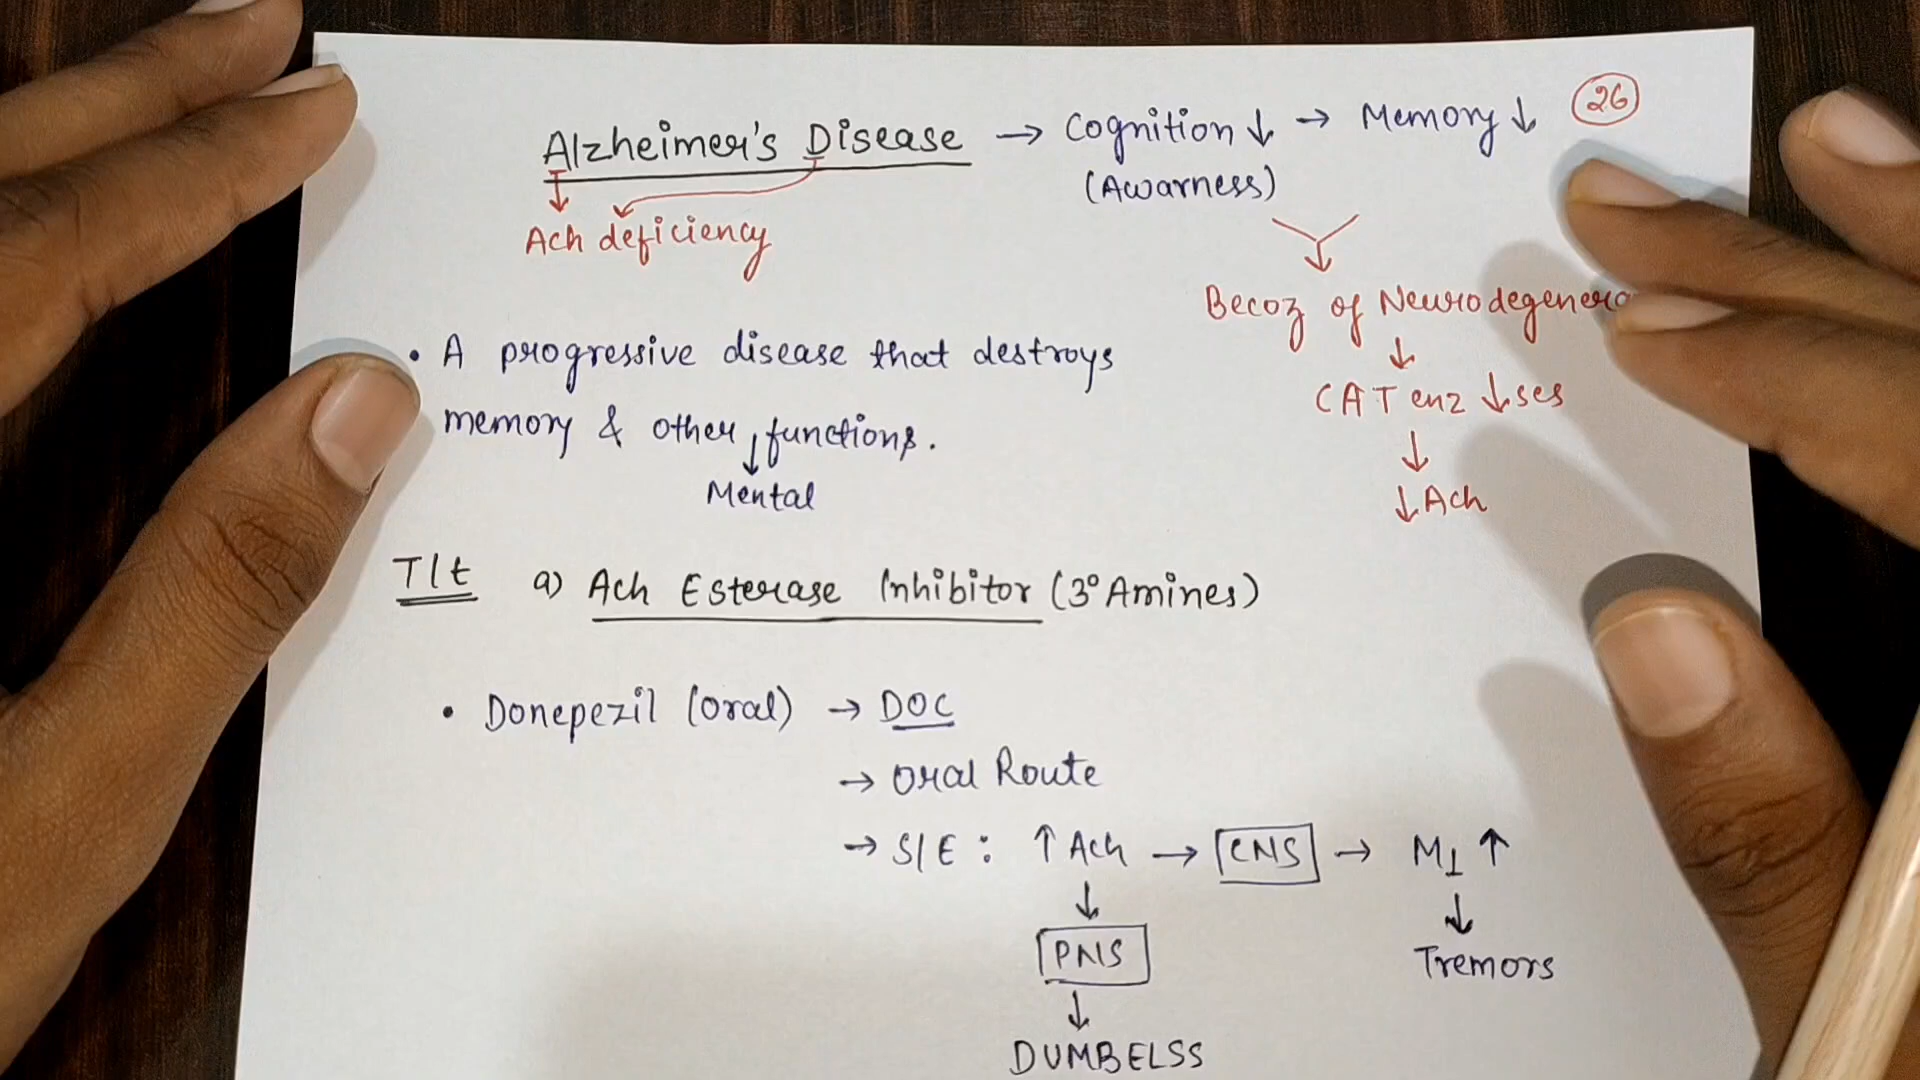 Alzheimer's Disease → Cognition ↓ → Memory ↓
26
(Awarness)
Ach deficiency
Becoz of
CAT enz ↓ses
↓
↓Ach
• A progressive disease that destroys
memory & other functions.
Mental
T/t a) Ach Esterase Inhibitor (3° Amines)
• Donepezil (oral) → DOC
→ Oral Route
→ S/E : ↑ Ach → CNS → M1 ↑
↓ ↓
PNS Tremors
↓
DUMBELSS